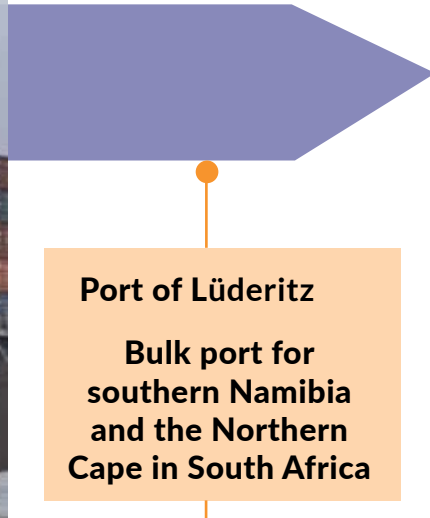 Port of Lüderitz
Bulk port for
southern Namibia
and the Northern
Cape in South Africa